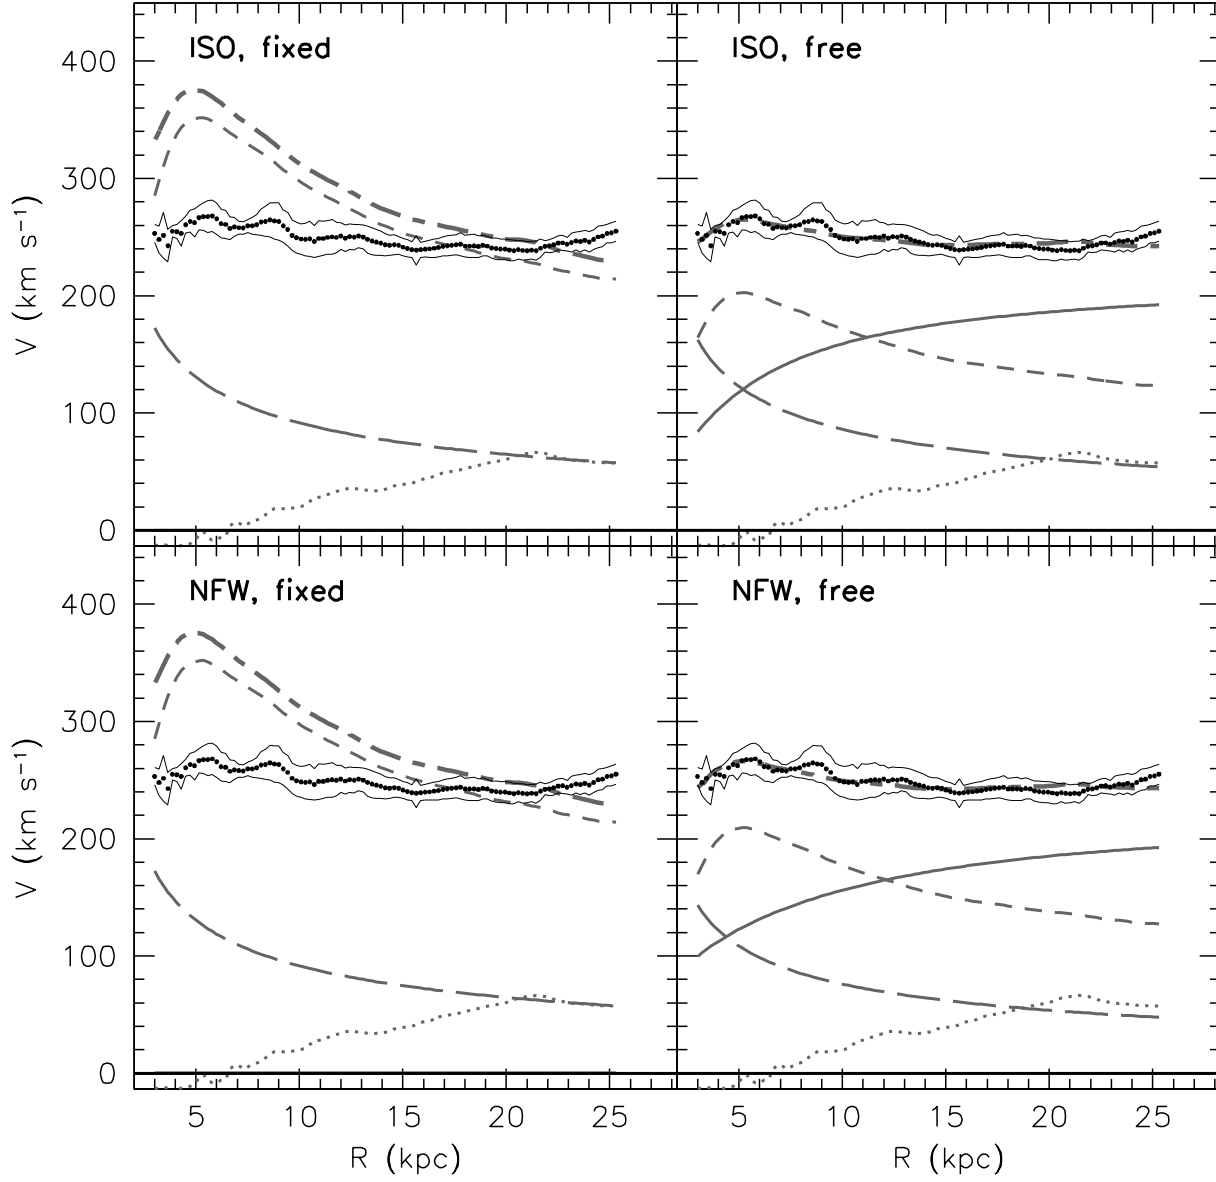 ISO, fixed
ISO, free
400
300
200
100
0
V (km s⁻¹)
NFW, fixed
NFW, free
400
300
200
100
0
V (km s⁻¹)
5 10 15 20 25 5 10 15 20 25
R (kpc) R (kpc)